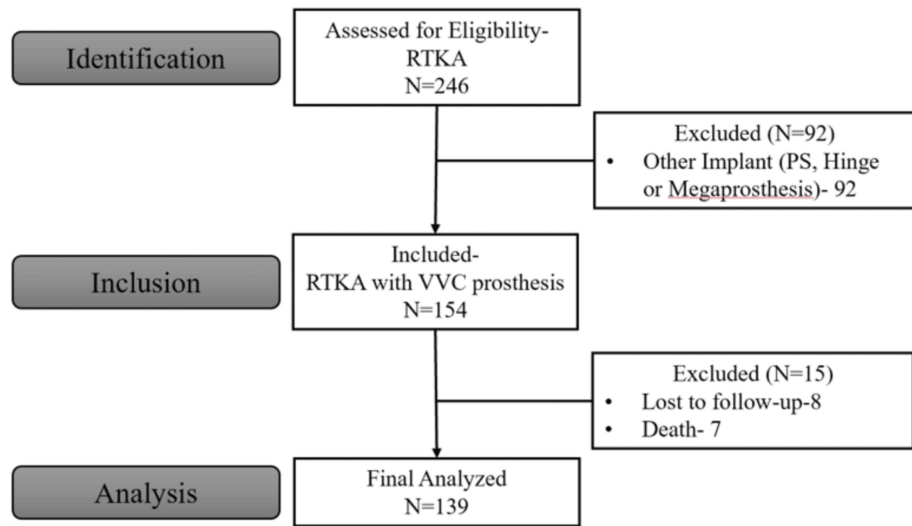 Identification
Assessed for Eligibility-
RTKA
N=246
Excluded (N=92)
• Other Implant (PS, Hinge
or Megaprosthesis)- 92
Inclusion
Included-
RTKA with VVC prosthesis
N=154
Excluded (N=15)
• Lost to follow-up-8
• Death- 7
Analysis
Final Analyzed
N=139